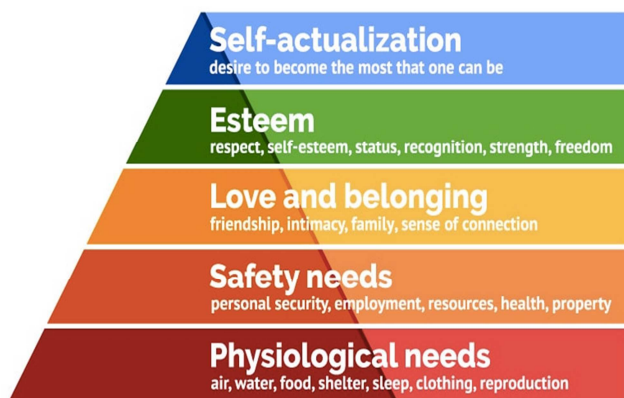 Self-actualization
desire to become the most that one can be
Esteem
respect, self-esteem, status, recognition, strength, freedom
Love and belonging
friendship, intimacy, family, sense of connection
Safety needs
personal security, employment, resources, health, property
Physiological needs
air, water, food, shelter, sleep, clothing, reproduction